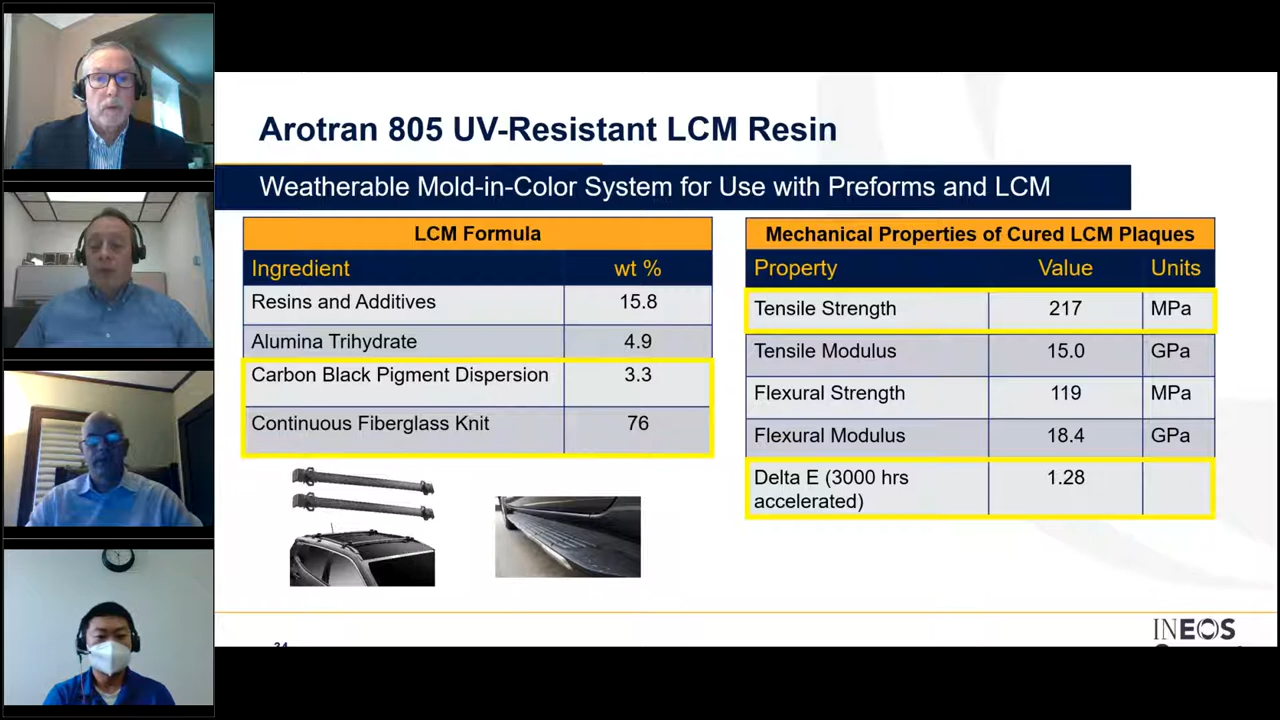 Arotran 805 UV-Resistant LCM Resin
Weatherable Mold-in-Color System for Use with Preforms and LCM
LCM Formula
Ingredient wt %
Resins and Additives 15.8
Alumina Trihydrate 4.9
Carbon Black Pigment Dispersion 3.3
Continuous Fiberglass Knit 76
Mechanical Properties of Cured LCM Plaques
Property Value Units
Tensile Strength 217 MPa
Tensile Modulus 15.0 GPa
Flexural Strength 119 MPa
Flexural Modulus 18.4 GPa
Delta E (3000 hrs 1.28
accelerated)
INEOS